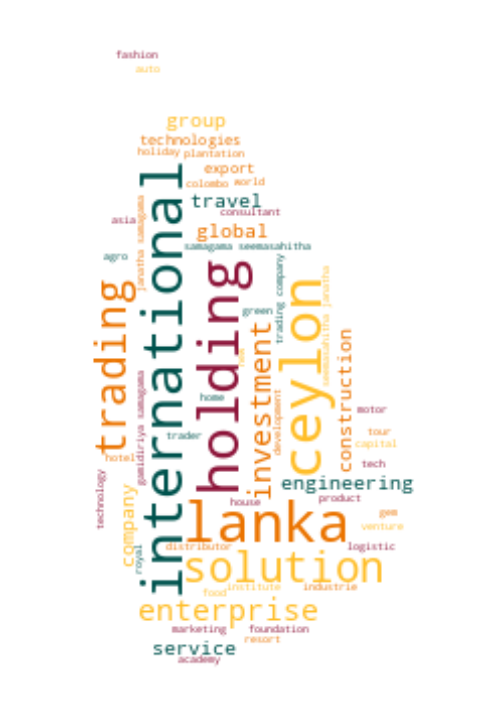 fashion
auto
group
technologies
holiday plantation
export
colombo world
travel
consultant
asia
global
samagama seemasahitha
agro
janatha samagama
international
holding
trading
ceylon
trading company
seemasahitha janatha
green
investment
construction
new
home
development
gamidiriya samagama
motor
trader
tour
capital
hotel
tech
technology
engineering
company
house
product
lanka
gem
venture
royal
distributor
logistic
solution
food
institute
industrie
enterprise
marketing
foundation
resort
service
academy